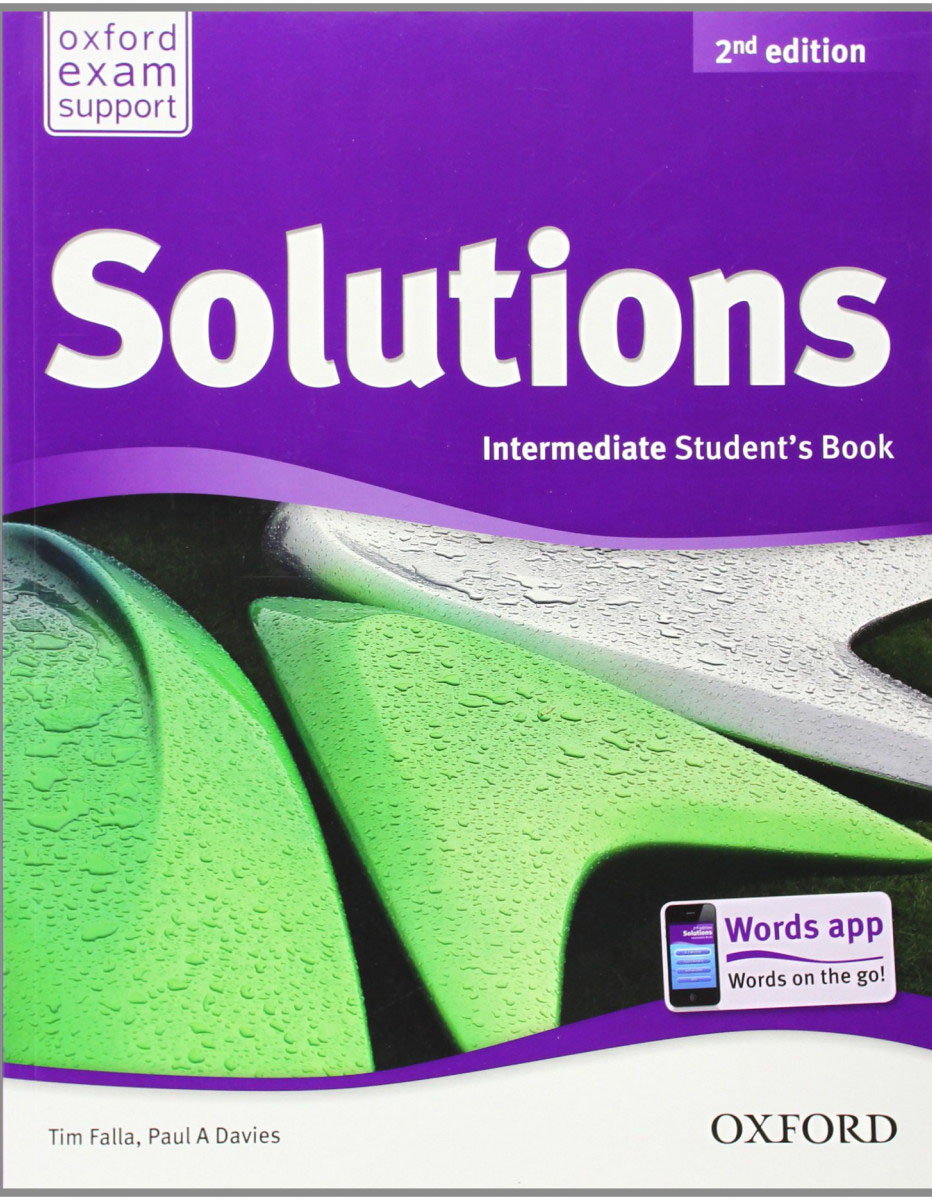 oxford
exam
support
2nd edition
Solutions
Intermediate Student's Book
Solutions
Words app
Words on the go!
Tim Falla, Paul A Davies
OXFORD